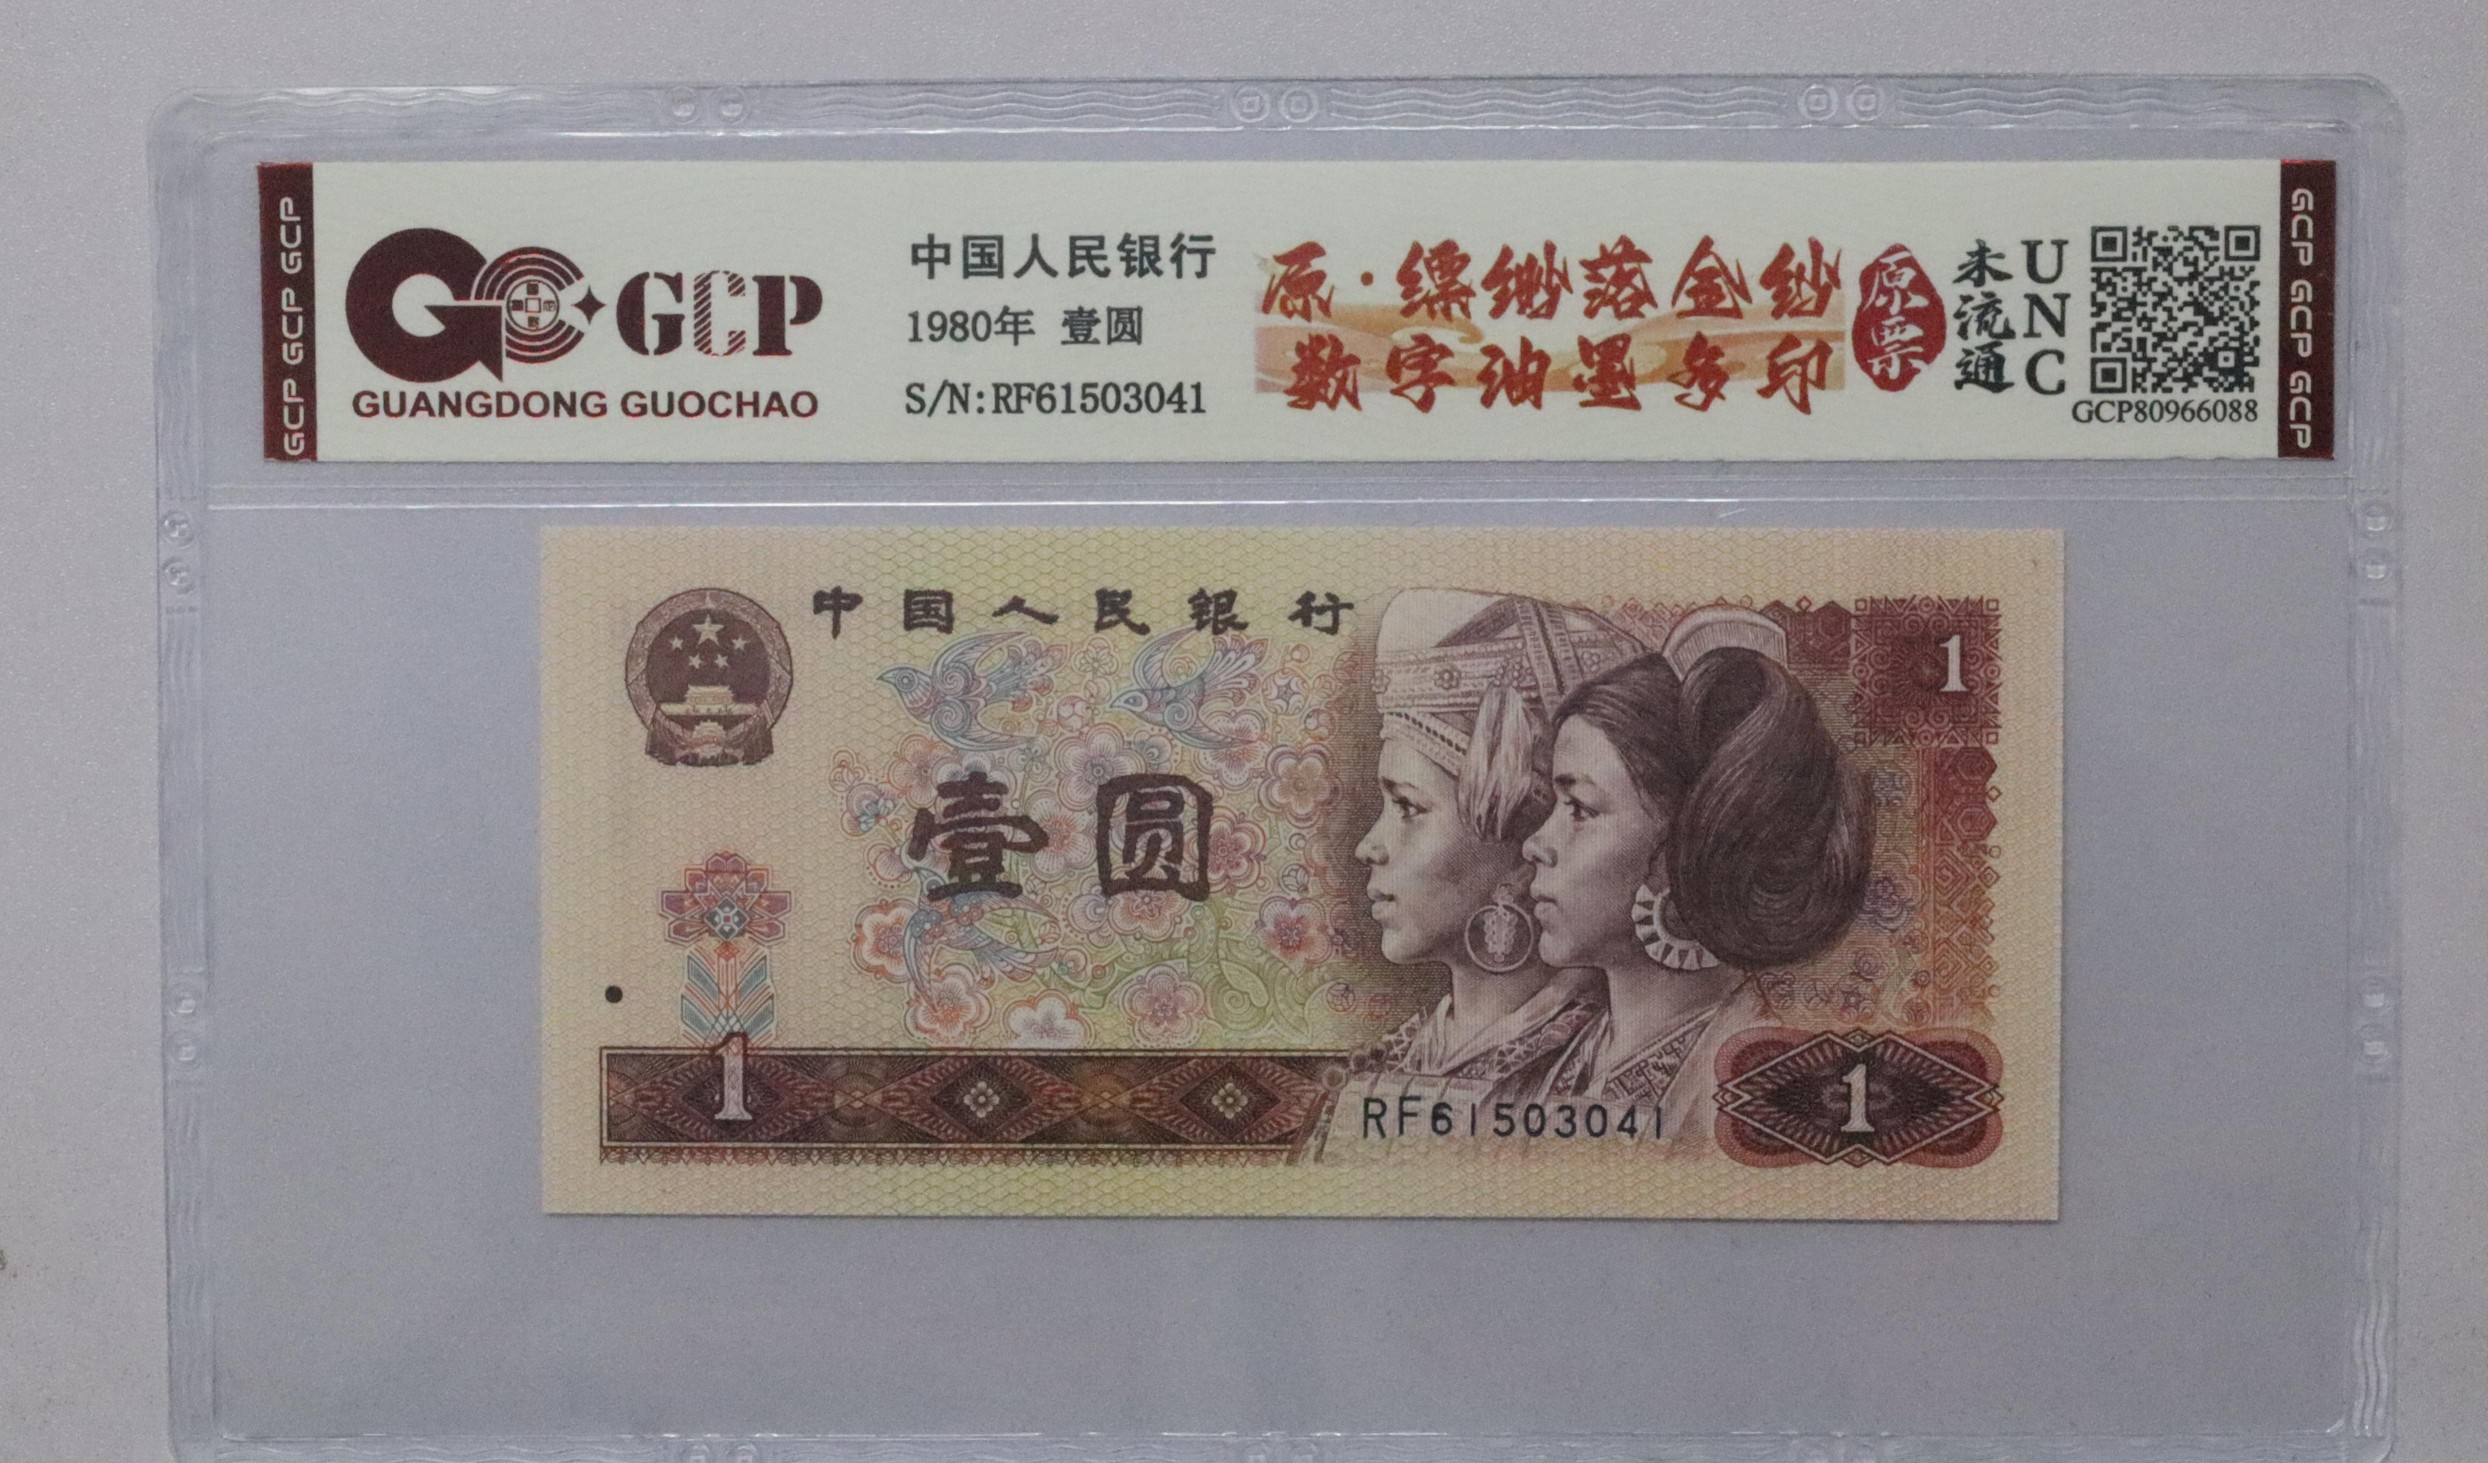 GCP GCP GCP
GCP
GUANGDONG GUOCHAO
中国人民银行
1980年 壹圆
S/N:RF61503041
原·缥缈落金纱
数字油墨多印
原票
未流通
UNC
GCP80966088
GCP GCP GCP
中国人民银行
1
壹圆
1
RF61503041
1